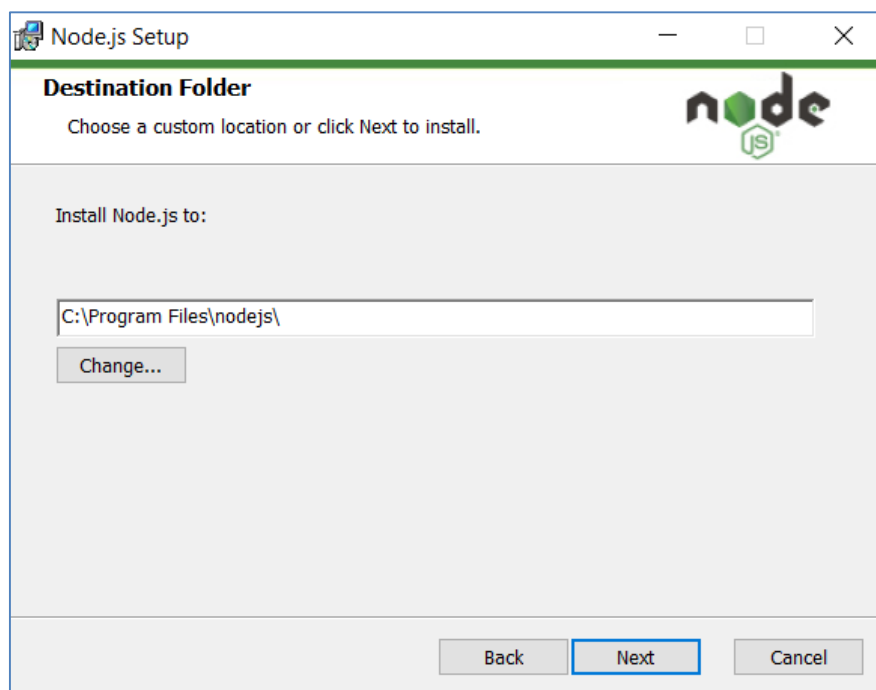 Node.js Setup
Destination Folder
Choose a custom location or click Next to install.
node
JS
Install Node.js to:
C:\Program Files\nodejs\
Change...
Back Next Cancel